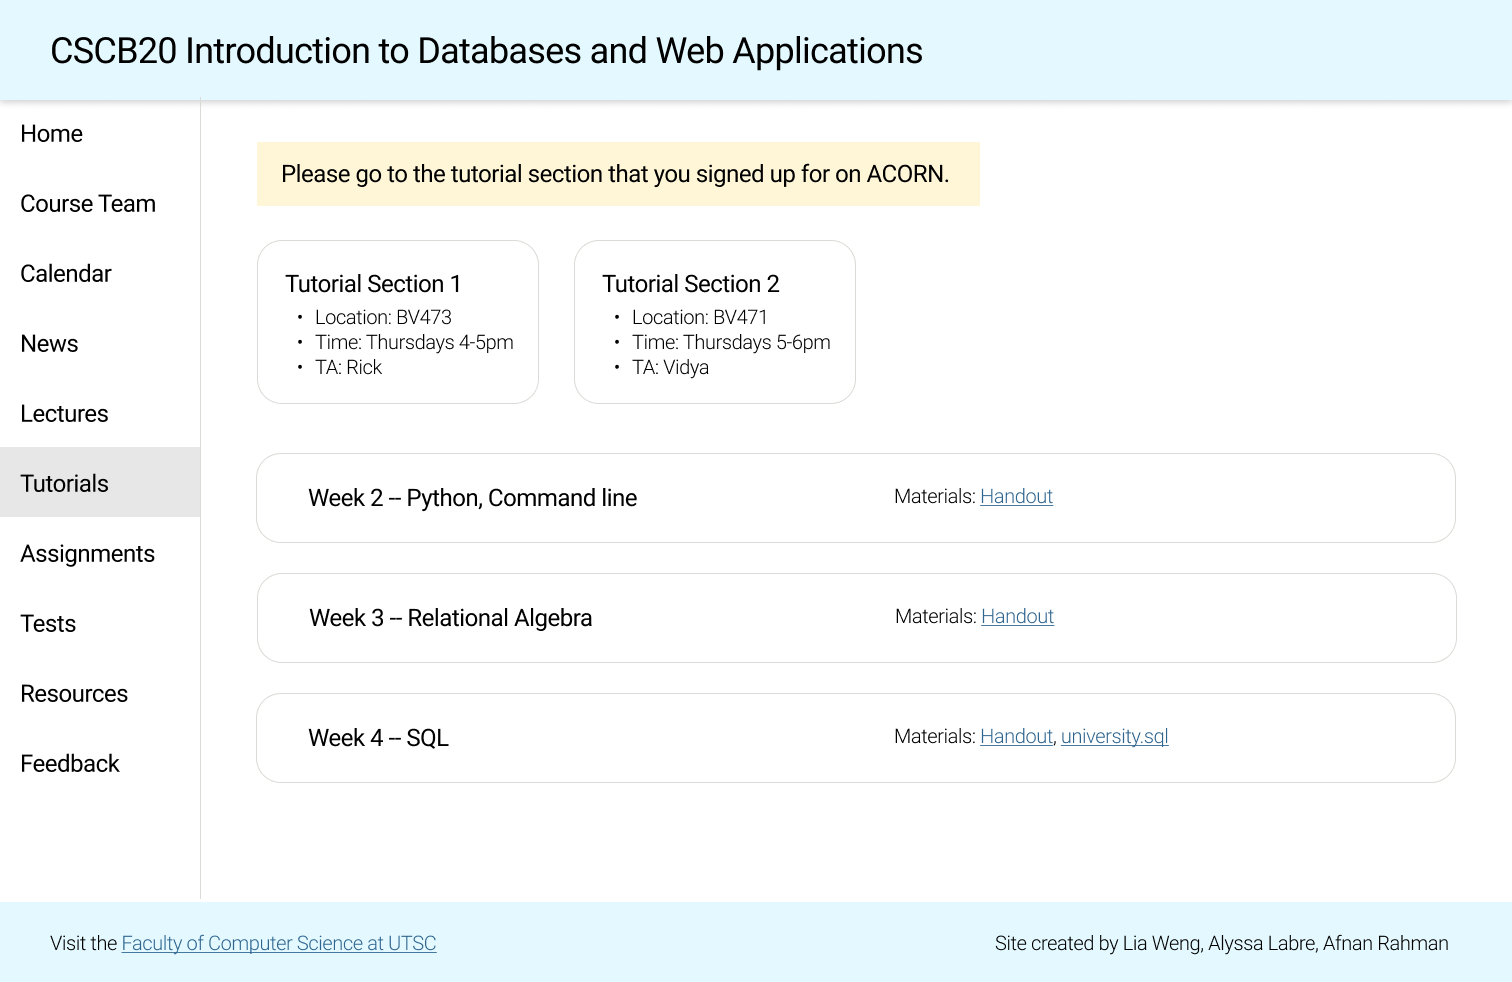 CSCB20 Introduction to Databases and Web Applications
Home
Course Team
Calendar
News
Lectures
Tutorials
Assignments
Tests
Resources
Feedback
Please go to the tutorial section that you signed up for on ACORN.
Tutorial Section 1
• Location: BV473
• Time: Thursdays 4-5pm
• TA: Rick
Tutorial Section 2
• Location: BV471
• Time: Thursdays 5-6pm
• TA: Vidya
Week 2 -- Python, Command line
Materials: Handout
Week 3 -- Relational Algebra
Materials: Handout
Week 4 -- SQL
Materials: Handout, university.sql
Visit the Faculty of Computer Science at UTSC
Site created by Lia Weng, Alyssa Labre, Afnan Rahman